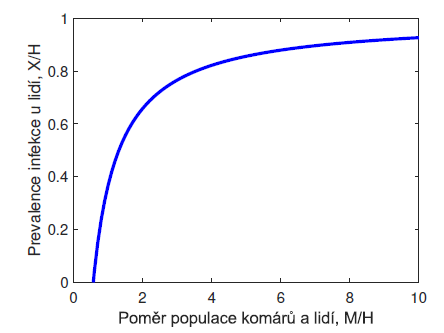 1
0.8
0.6
0.4
0.2
0
0 2 4 6 8 10
Prevalence infekce u lidí, X/H
Poměr populace komárů a lidí, M/H